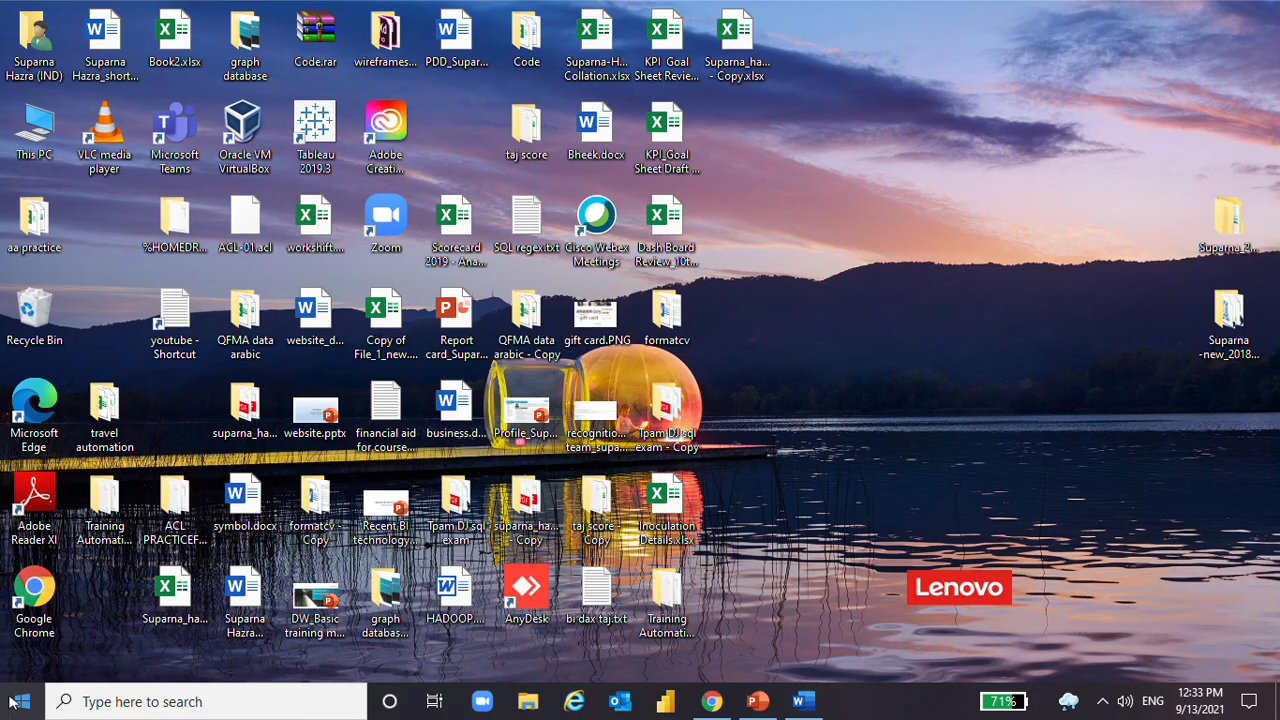 Suparna
Hazra (IND)
Suparna
Hazra_short...
Book2.xlsx
graph
database
Code.rar
wireframes...
PDD_Supar...
Code
Suparna-H...
Collation.xlsx
KPI_Goal
Sheet Revie...
Suparna_ha...
- Copy.xlsx
This PC
VLC media
player
Microsoft
Teams
Oracle VM
VirtualBox
Tableau
2019.3
Adobe
Creati...
taj score
Bheek.docx
KPI_Goal
Sheet Draft ...
aa practice
%HOMEDR...
ACL-01.acl
workshift....
Zoom
Scorecard
2019 - Ana...
SQL regex.txt
Cisco Webex
Meetings
Dash Board
Review_10t...
Suparna_2...
Recycle Bin
youtube -
Shortcut
QFMA data
arabic
website_d...
Copy of
File_1_new....
Report
card_Supar...
QFMA data
arabic - Copy
gift card.PNG
formatcv
Suparna
-new_2018...
Microsoft
Edge
travel
automation
suparna_ha...
website.pptx
financial aid
for course...
business.d...
Profile_Sup...
recognitio...
team_supa...
1pam DJ sql
exam - Copy
Adobe
Reader XI
Training
Automati...
ACL
PRACTICEF...
symbol.docx
formatcv -
Copy
Recent BI
technology...
1pam DJ sql
exam
suparna_ha...
- Copy
taj score -
Copy
Inoculation
Details.xlsx
Google
Chrome
Suparna_ha...
Suparna
Hazra...
DW_Basic
training m...
graph
databas...
HADOOP....
AnyDesk
bi dax taj.txt
Training
Automati...
Lenovo
Type here to search
71%
ENG
12:33 PM
9/13/2021